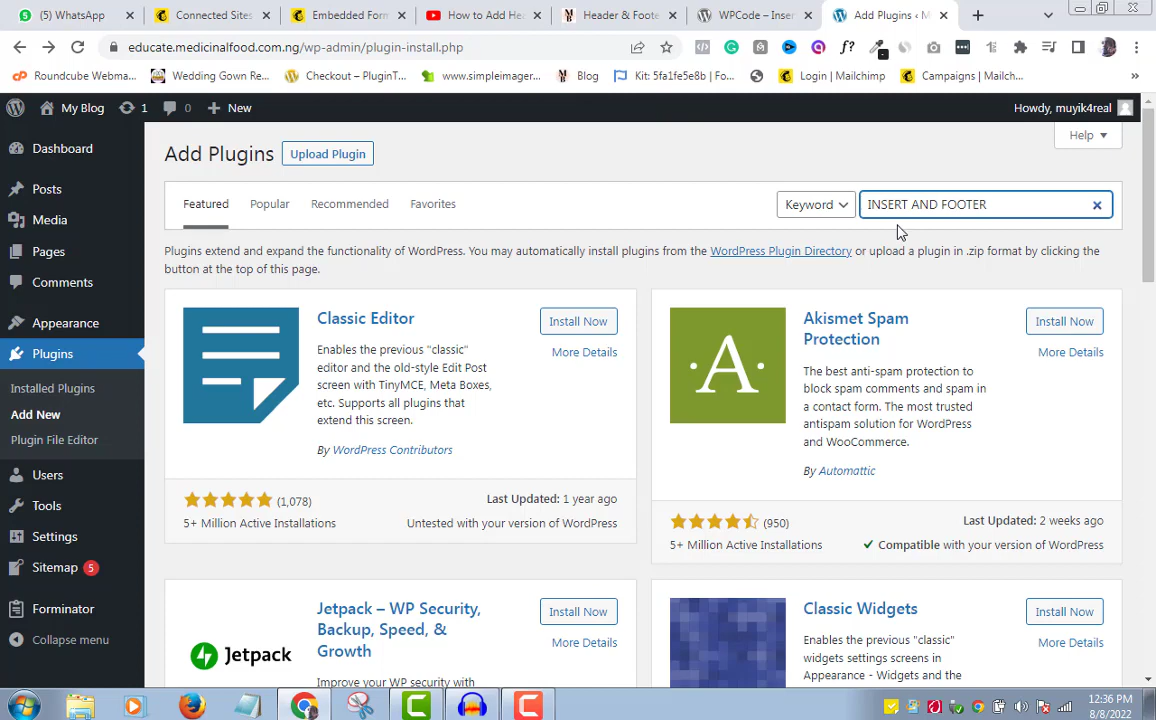 WhatsApp
Connected Sites
Embedded Form
How to Add Hea
Header & Foote
WPCode – Inser
Add Plugins ‹ M
educate.medicinalfood.com.ng/wp-admin/plugin-install.php
Roundcube Webma...
Wedding Gown Re...
Checkout – PluginT...
www.simpleimager...
Blog
Kit: 5fa1fe5e8b | Fo...
Login | Mailchimp
Campaigns | Mailch...
»
My Blog
1
0
New
Howdy, muyik4real
Dashboard
Posts
Media
Pages
Comments
Appearance
Plugins
Installed Plugins
Add New
Plugin File Editor
Users
Tools
Settings
Sitemap 5
Forminator
Collapse menu
Help
Add Plugins
Upload Plugin
Featured
Popular
Recommended
Favorites
Keyword
INSERT AND FOOTER
Plugins extend and expand the functionality of WordPress. You may automatically install plugins from the WordPress Plugin Directory or upload a plugin in .zip format by clicking the
button at the top of this page.
Classic Editor
Install Now
More Details
Enables the previous "classic"
editor and the old-style Edit Post
screen with TinyMCE, Meta Boxes,
etc. Supports all plugins that
extend this screen.
By WordPress Contributors
(1,078)
5+ Million Active Installations
Last Updated: 1 year ago
Untested with your version of WordPress
Akismet Spam
Protection
Install Now
More Details
The best anti-spam protection to
block spam comments and spam in
a contact form. The most trusted
antispam solution for WordPress
and WooCommerce.
By Automattic
(950)
5+ Million Active Installations
Last Updated: 2 weeks ago
Compatible with your version of WordPress
Jetpack
Jetpack – WP Security,
Backup, Speed, &
Growth
Install Now
More Details
Improve your WP security with
Classic Widgets
Install Now
More Details
Enables the previous "classic"
widgets settings screens in
Appearance - Widgets and the
12:36 PM
8/8/2022